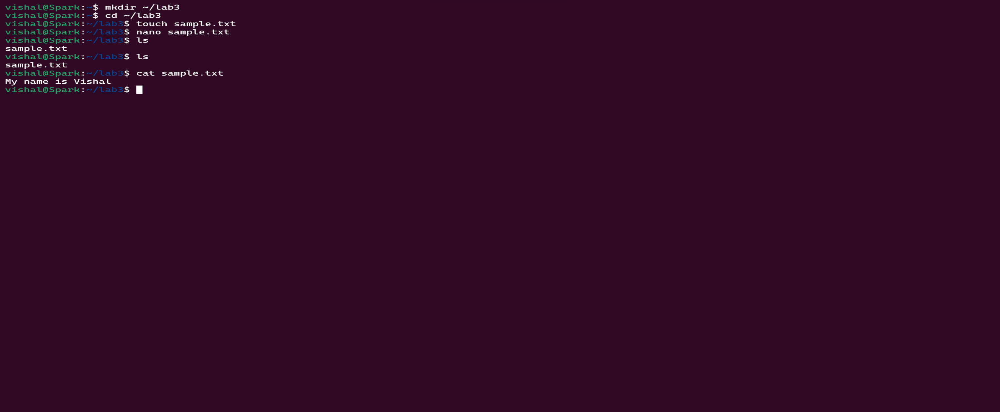 vishal@Spark:~$ mkdir ~/lab3
vishal@Spark:~$ cd ~/lab3
vishal@Spark:~/lab3$ touch sample.txt
vishal@Spark:~/lab3$ nano sample.txt
vishal@Spark:~/lab3$ ls
sample.txt
vishal@Spark:~/lab3$ ls
sample.txt
vishal@Spark:~/lab3$ cat sample.txt
My name is Vishal
vishal@Spark:~/lab3$